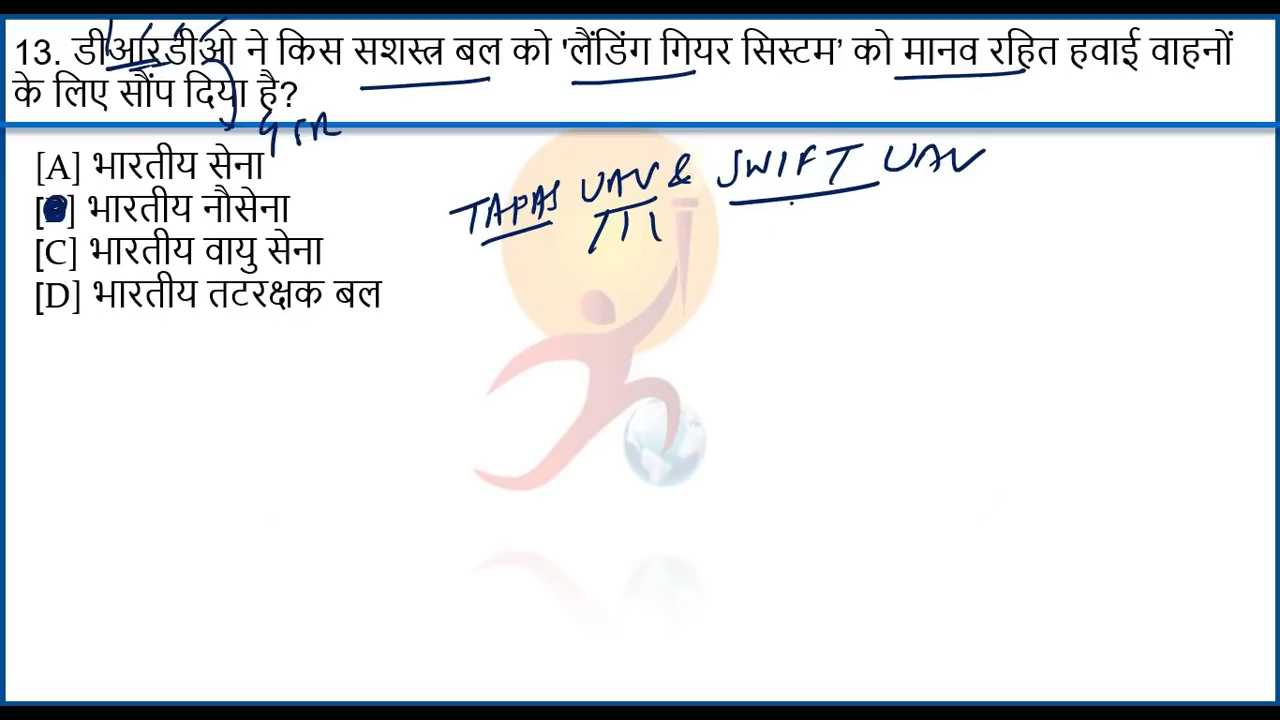 13. डीआरडीओ ने किस सशस्त्र बल को 'लैंडिंग गियर सिस्टम' को मानव रहित हवाई वाहनों
के लिए सौंप दिया है?
[A] भारतीय सेना
[B] भारतीय नौसेना
[C] भारतीय वायु सेना
[D] भारतीय तटरक्षक बल
TAPAS UAV & SWIFT UAV